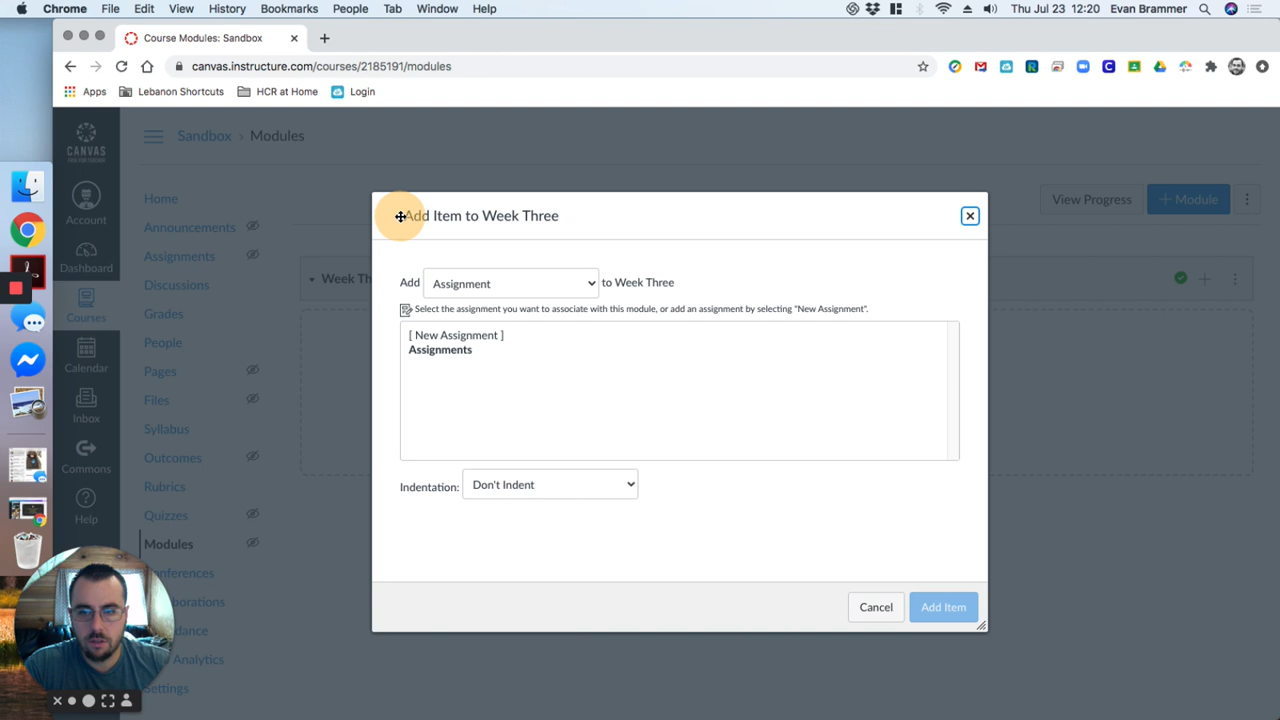 Chrome File Edit View History Bookmarks People Tab Window Help Thu Jul 23 12:20 Evan Brammer
Course Modules: Sandbox
canvas.instructure.com/courses/2185191/modules
Apps Lebanon Shortcuts HCR at Home Login
CANVAS
Sandbox › Modules
Account
Dashboard
Courses
Calendar
Inbox
Commons
Help
Home
Announcements
Assignments
Discussions
Grades
People
Pages
Files
Syllabus
Outcomes
Rubrics
Quizzes
Modules
Conferences
borations
dance
Analytics
Settings
View Progress + Module
Week Th
Add Item to Week Three
Add Assignment to Week Three
Select the assignment you want to associate with this module, or add an assignment by selecting "New Assignment".
[ New Assignment ]
Assignments
Indentation: Don't Indent
Cancel Add Item